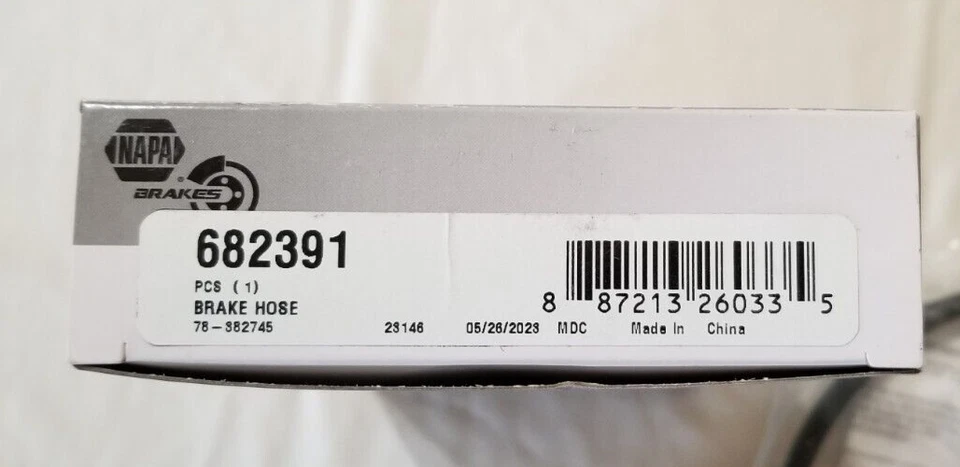 NAPA
BRAKES
682391
PCS (1)
BRAKE HOSE
78-382745 23146 05/26/2023 MDC Made In China
8 87213 26033 5